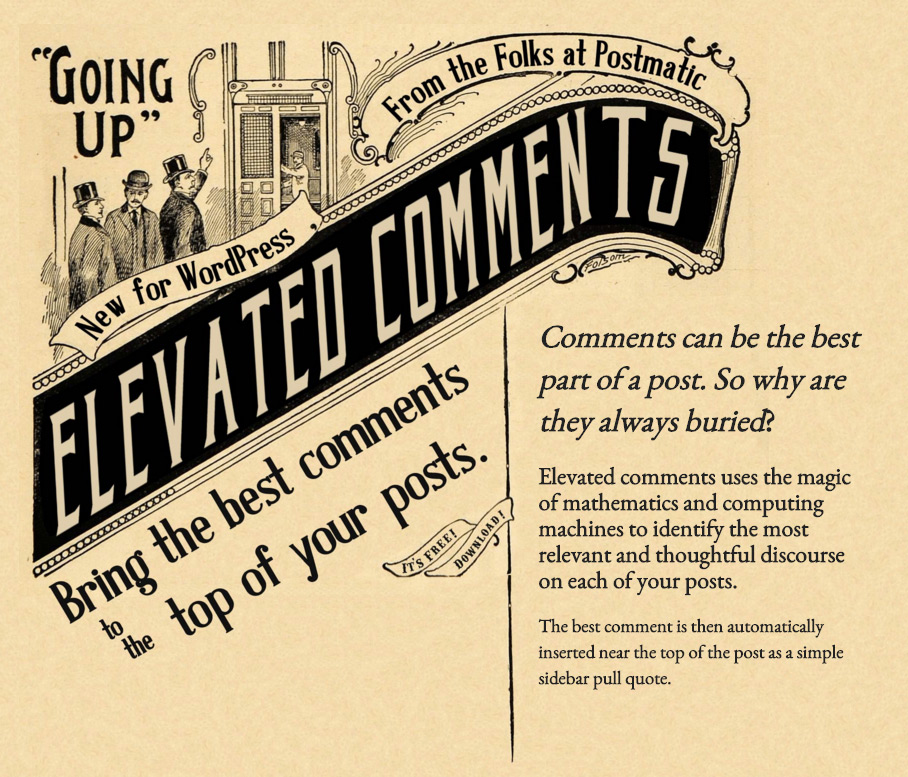 “GOING
UP”
From the Folks at Postmatic
New for WordPress
ELEVATED COMMENTS
Folsom
Bring the best comments
to the top of your posts.
IT'S FREE!
DOWNLOAD!
Comments can be the best
part of a post. So why are
they always buried?
Elevated comments uses the magic
of mathematics and computing
machines to identify the most
relevant and thoughtful discourse
on each of your posts.
The best comment is then automatically
inserted near the top of the post as a simple
sidebar pull quote.